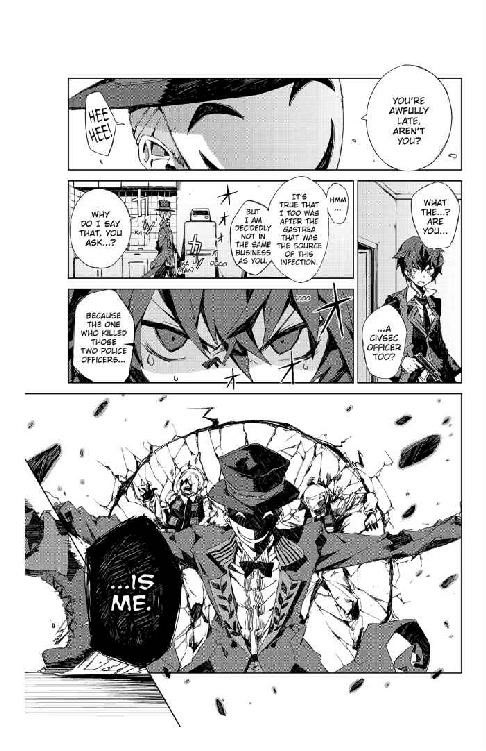 YOU'RE
AWFULLY
LATE,
AREN'T
YOU?
HEE
HEE!
WHAT
THE...?
ARE
YOU...
...A
CIVSEC
OFFICER
TOO?
HMM
...
IT'S
TRUE THAT
I TOO WAS
AFTER THE
GASTREA
THAT WAS
THE SOURCE
OF THIS
INFECTION.
BUT I
AM
DECIDEDLY
NOT IN
THE SAME
BUSINESS
AS YOU.
WHY
DO I SAY
THAT, YOU
ASK...?
BECAUSE
THE ONE
WHO KILLED
THOSE
TWO POLICE
OFFICERS...
...IS
ME.